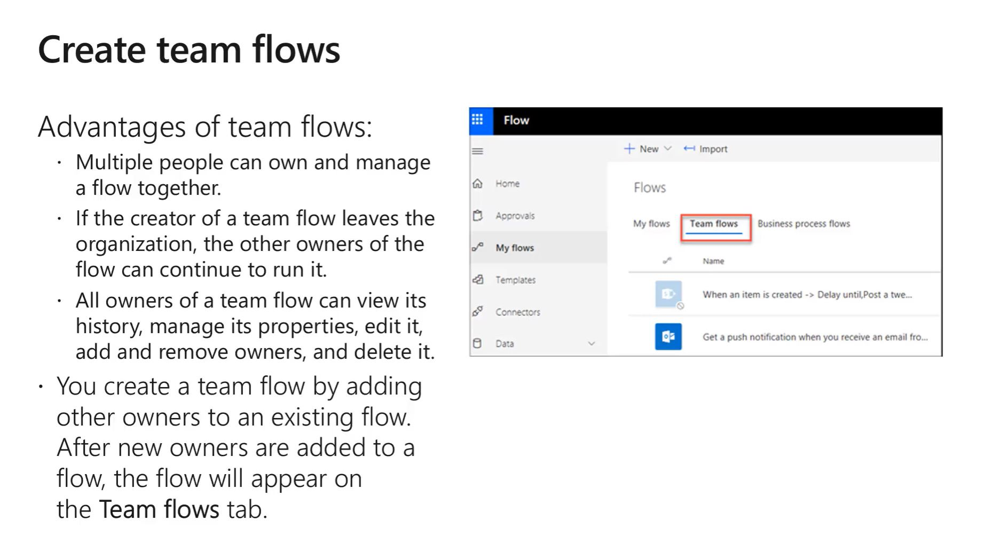 Create team flows
Advantages of team flows:
· Multiple people can own and manage
a flow together.
· If the creator of a team flow leaves the
organization, the other owners of the
flow can continue to run it.
· All owners of a team flow can view its
history, manage its properties, edit it,
add and remove owners, and delete it.
· You create a team flow by adding
other owners to an existing flow.
After new owners are added to a
flow, the flow will appear on
the Team flows tab.
Flow
New
Import
Home
Approvals
My flows
Templates
Connectors
Data
Flows
My flows Team flows Business process flows
Name
When an item is created -> Delay until,Post a twe...
Get a push notification when you receive an email fro...